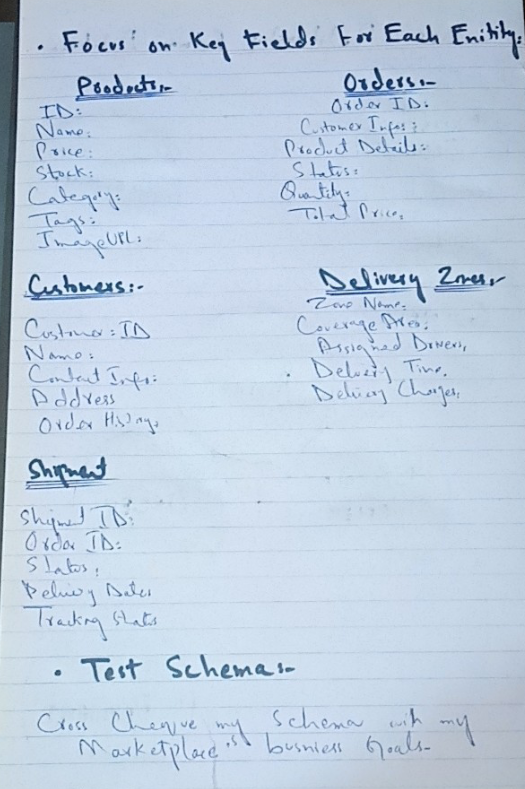 • Focus on Key Fields For Each Enitity:
Products:-
ID:
Name:
Price:
Stock:
Category:
Tags:
ImageURL:
Orders:-
Order ID:
Customer Infos:
Product Details:
Status:
Quantity:
Total Price:
Customers:-
Customer: ID
Name:
Contact Info:
Address
Order History
Delivery Zones:-
Zone Name:
Coverage Area:
Assigned Drivers,
Delivery Time,
Delivery Charges,
Shipment
Shipment ID:
Order ID:
Status,
Delivery Dates
Tracking Status
• Test Schema:-
Cross Cheque my Schema with my
Marketplace's busniess Goals-